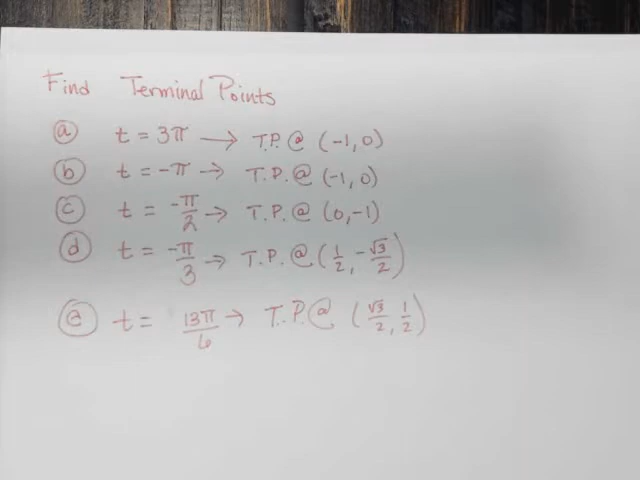 Find Terminal Points
ⓐ t = 3π → T.P. @ (-1, 0)
ⓑ t = -π → T.P. @ (-1, 0)
ⓒ t = -π/2 → T.P. @ (0, -1)
ⓓ t = -π/3 → T.P. @ (1/2, -√3/2)
ⓔ t = 13π/6 → T.P. @ (√3/2, 1/2)